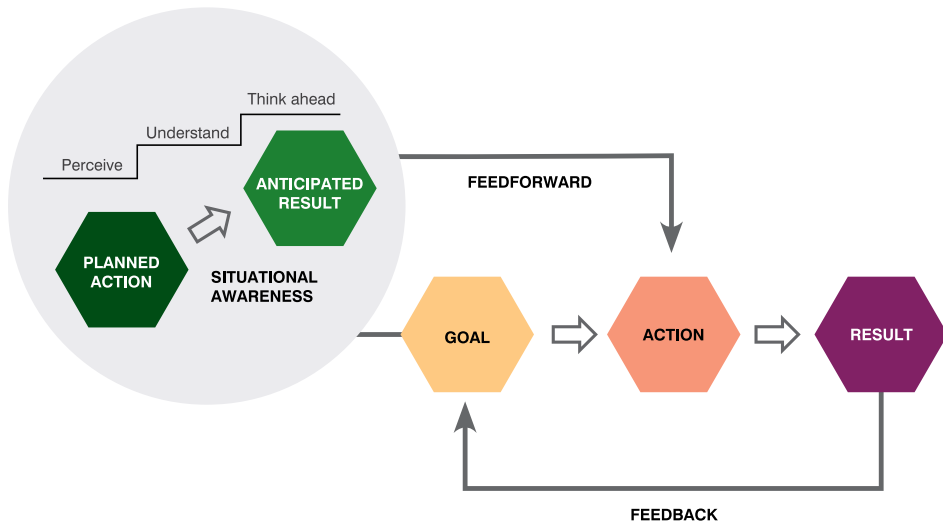 Think ahead
Understand
Perceive
ANTICIPATED
RESULT
PLANNED
ACTION
SITUATIONAL
AWARENESS
FEEDFORWARD
GOAL
ACTION
RESULT
FEEDBACK